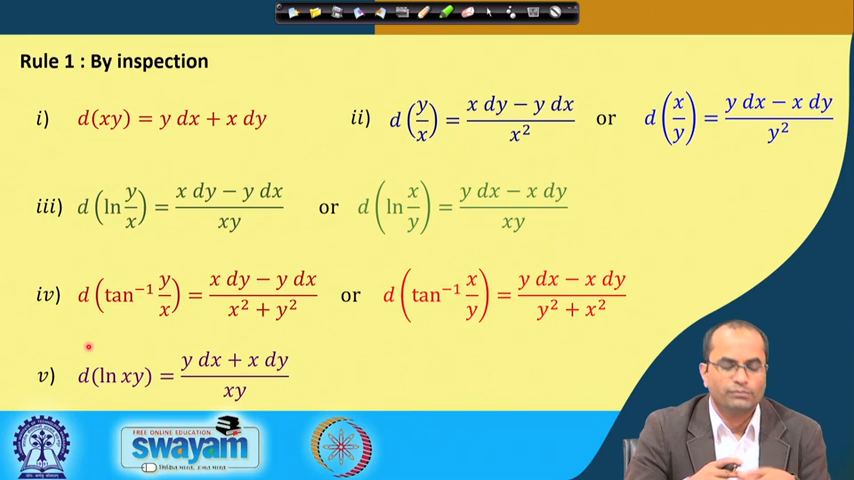 Rule 1 : By inspection
i) d(xy) = y dx + x dy
ii) d(y/x) = (x dy − y dx)/x² or d(x/y) = (y dx − x dy)/y²
iii) d(ln y/x) = (x dy − y dx)/xy or d(ln x/y) = (y dx − x dy)/xy
iv) d(tan⁻¹ y/x) = (x dy − y dx)/(x² + y²) or d(tan⁻¹ x/y) = (y dx − x dy)/(y² + x²)
v) d(ln xy) = (y dx + x dy)/xy
FREE ONLINE EDUCATION
swayam